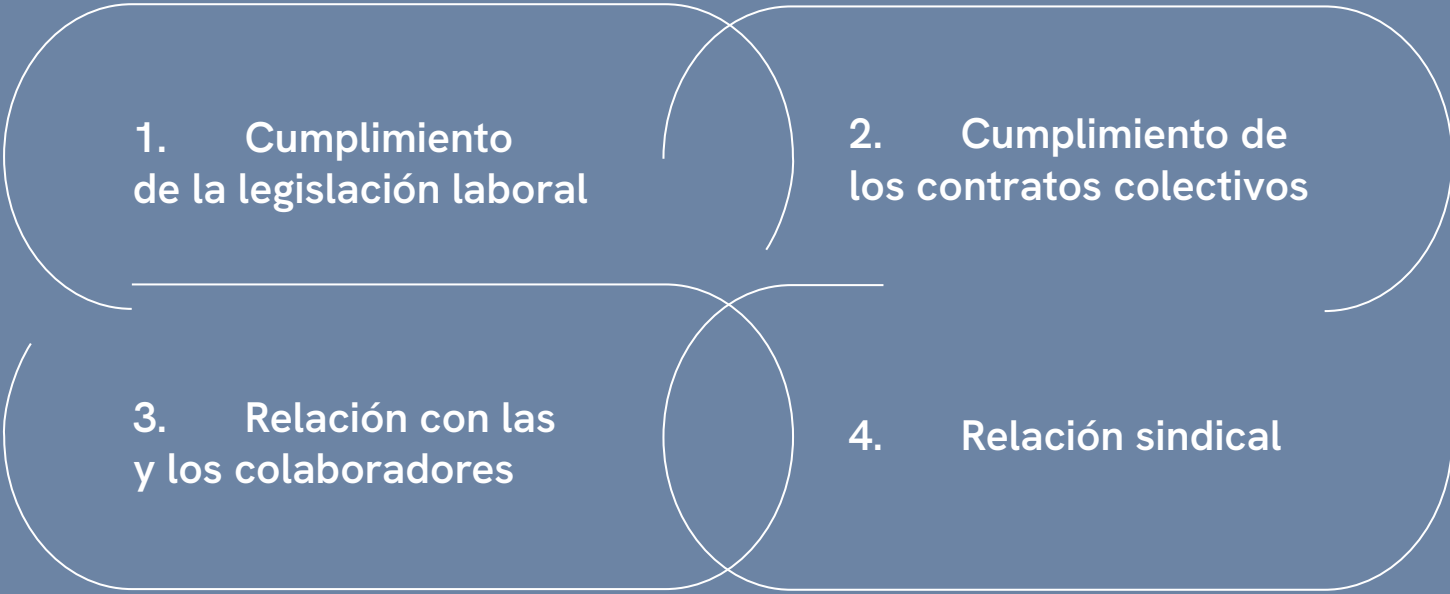 1. Cumplimiento
de la legislación laboral
2. Cumplimiento de
los contratos colectivos
3. Relación con las
y los colaboradores
4. Relación sindical